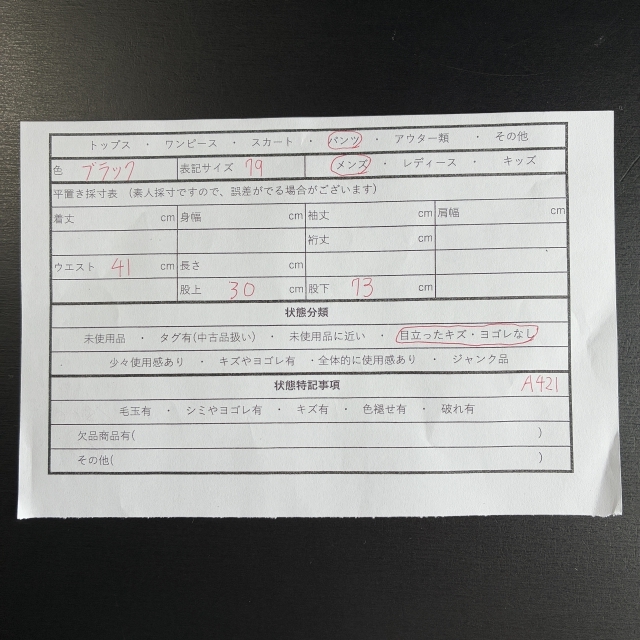 トップス ・ ワンピース ・ スカート ・ パンツ ・ アウター類 ・ その他
色 ブラック 表記サイズ 79 メンズ ・ レディース ・ キッズ
平置き採寸表 (素人採寸ですので、誤差がでる場合がございます)
着丈 cm 身幅 cm 袖丈 cm 肩幅 cm
裄丈 cm
ウエスト 41 cm 長さ cm
股上 30 cm 股下 73 cm
状態分類
未使用品 ・ タグ有(中古品扱い) ・ 未使用品に近い ・ 目立ったキズ・ヨゴレなし
少々使用感あり ・ キズやヨゴレ有 ・全体的に使用感あり ・ ジャンク品
状態特記事項 A421
毛玉有 ・ シミやヨゴレ有 ・ キズ有 ・ 色褪せ有 ・ 破れ有
欠品商品有( )
その他( )